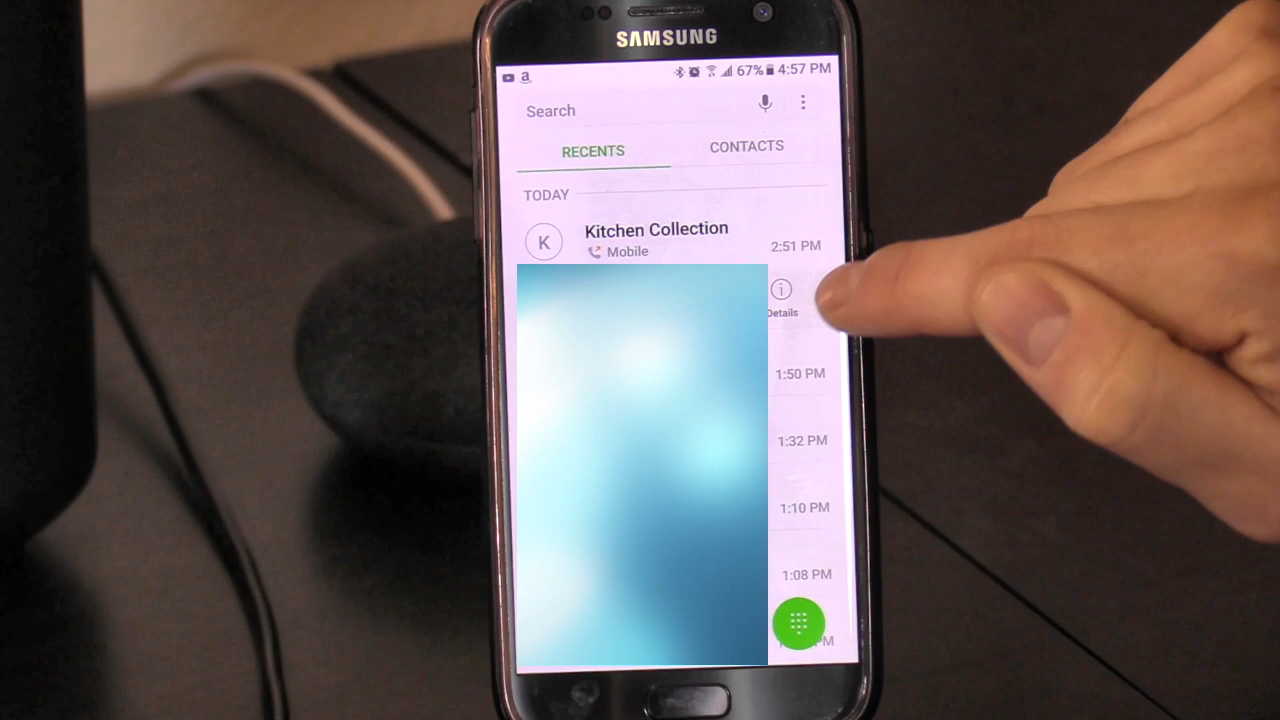 SAMSUNG
a 67% 4:57 PM
Search
RECENTS CONTACTS
TODAY
K Kitchen Collection
Mobile 2:51 PM
Details
1:50 PM
1:32 PM
1:10 PM
1:08 PM
PM